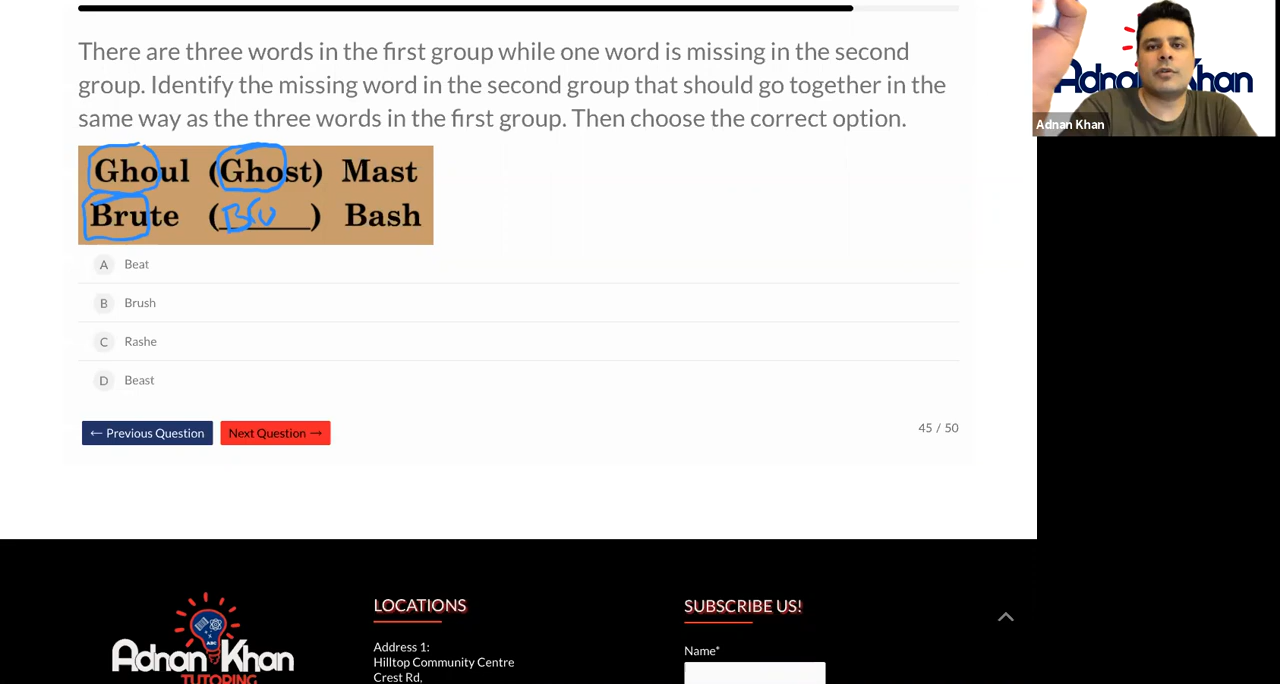 There are three words in the first group while one word is missing in the second
group. Identify the missing word in the second group that should go together in the
same way as the three words in the first group. Then choose the correct option.
Ghoul (Ghost) Mast
Brute (Bru______) Bash
A Beat
B Brush
C Rashe
D Beast
← Previous Question Next Question → 45 / 50
Adnan Khan
Adnan Khan
Adnan Khan
TUTORING
LOCATIONS
Address 1:
Hilltop Community Centre
Crest Rd,
SUBSCRIBE US!
Name*